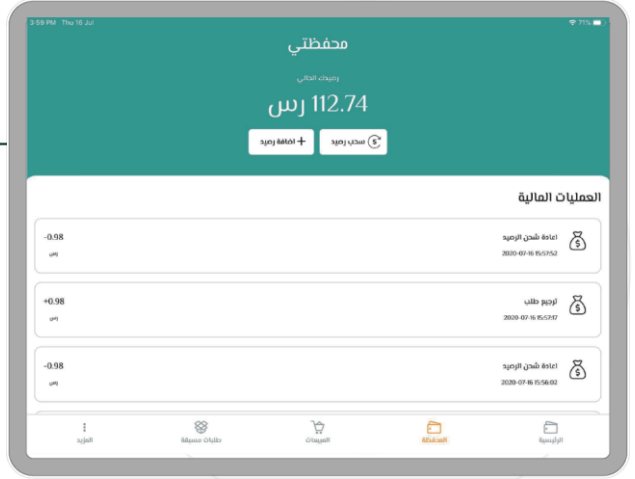 3:59 PM Thu 16 Jul
71%
محفظتي
رصيدك الحالي
112.74 رس
سحب رصيد
اضافة رصيد
العمليات المالية
اعادة شحن الرصيد
2020-07-16 15:57:52
-0.98
رس
ترجيع طلب
2020-07-16 15:57:17
+0.98
رس
اعادة شحن الرصيد
2020-07-16 15:56:02
-0.98
رس
الرئيسية
المحفظة
المبيعات
طلبات مسبقة
المزيد